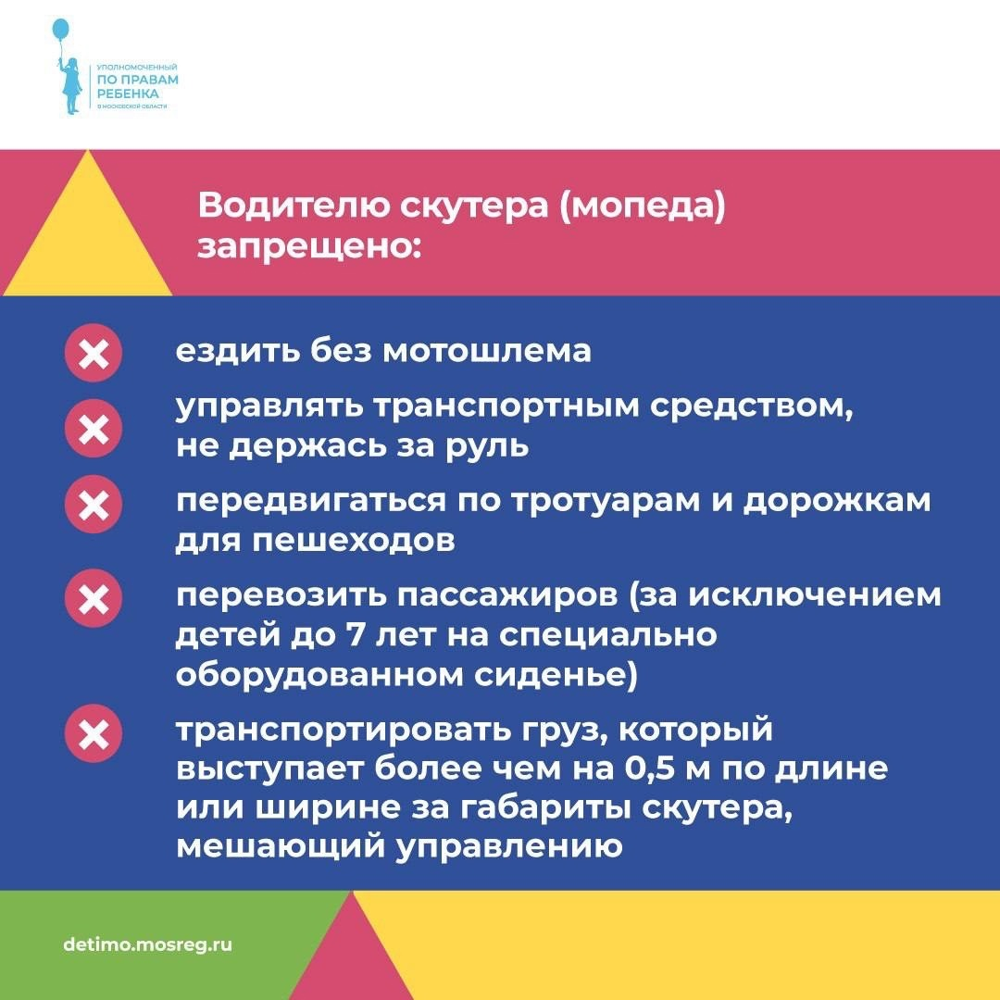 УПОЛНОМОЧЕННЫЙ
ПО ПРАВАМ
РЕБЕНКА
В МОСКОВСКОЙ ОБЛАСТИ
Водителю скутера (мопеда)
запрещено:
ездить без мотошлема
управлять транспортным средством,
не держась за руль
передвигаться по тротуарам и дорожкам
для пешеходов
перевозить пассажиров (за исключением
детей до 7 лет на специально
оборудованном сиденье)
транспортировать груз, который
выступает более чем на 0,5 м по длине
или ширине за габариты скутера,
мешающий управлению
detimo.mosreg.ru